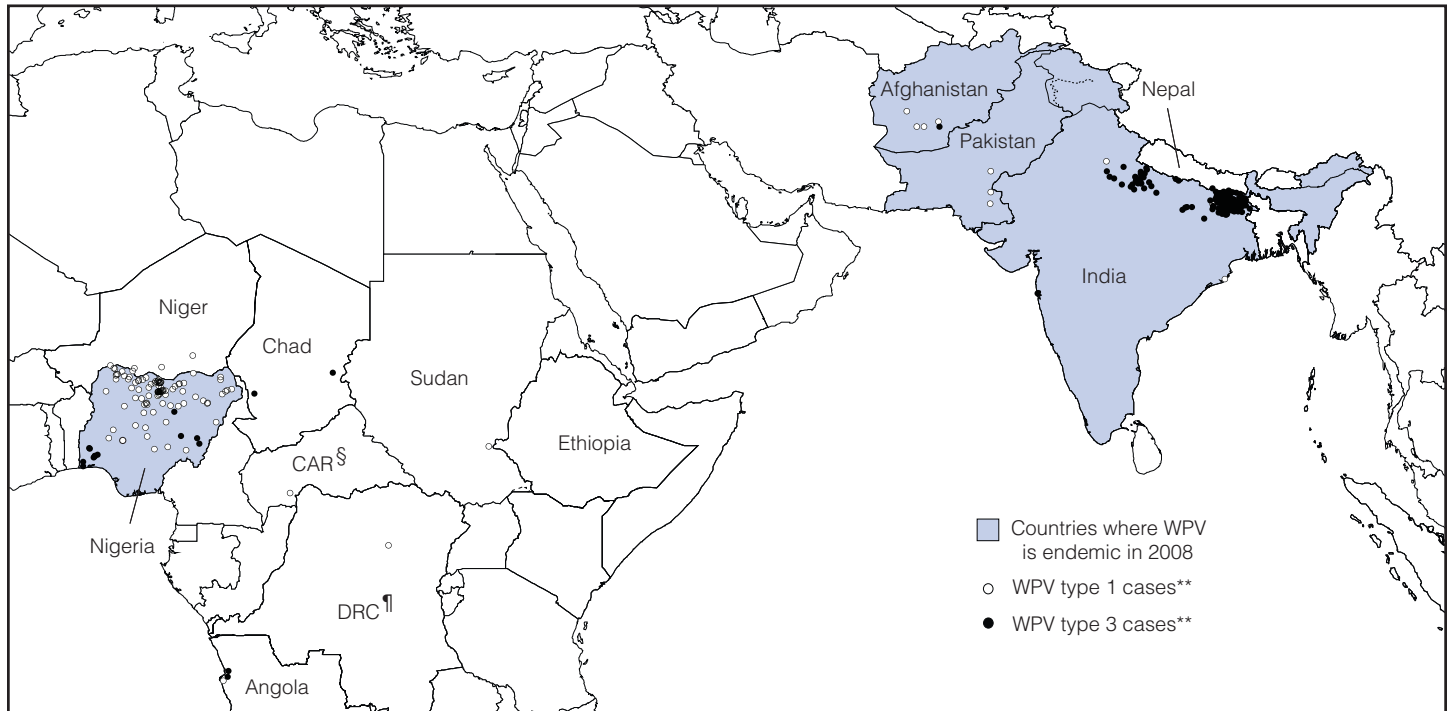 Afghanistan
Nepal
Pakistan
India
Niger
Chad
Sudan
Ethiopia
CAR§
Nigeria
DRC¶
Angola
Countries where WPV
is endemic in 2008
WPV type 1 cases**
WPV type 3 cases**